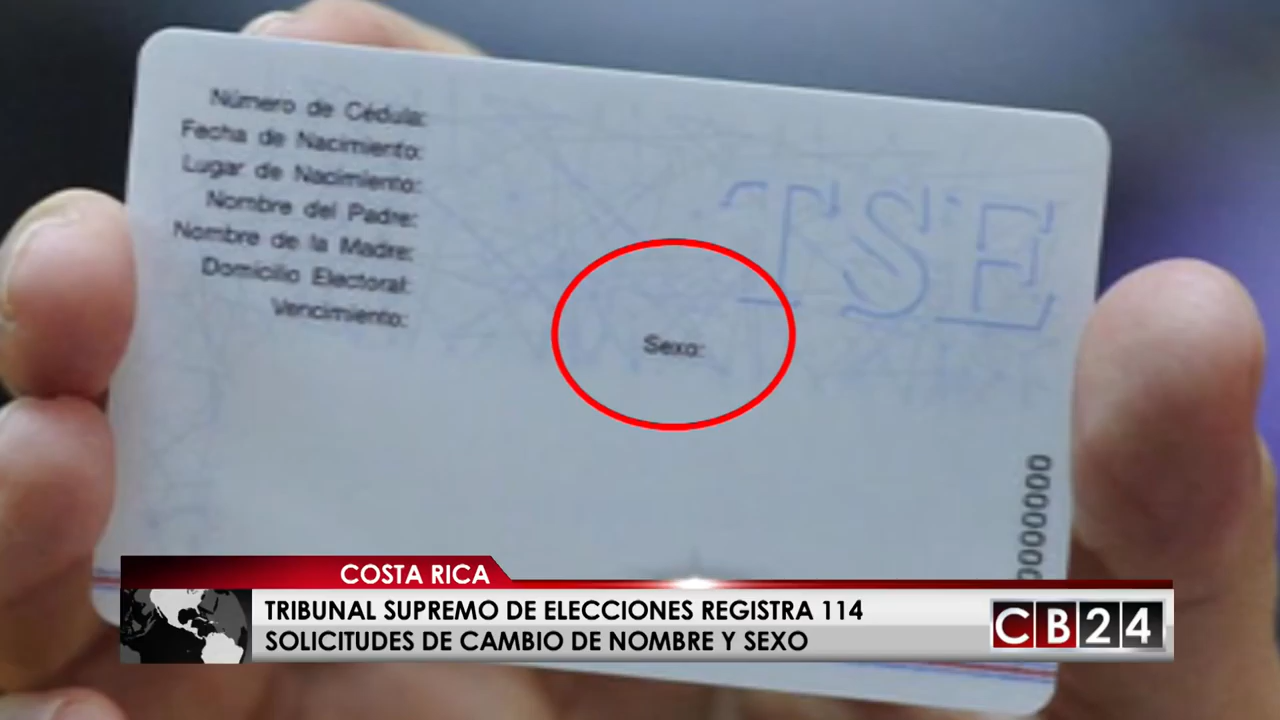 Número de Cédula:
Fecha de Nacimiento:
Lugar de Nacimiento:
Nombre del Padre:
Nombre de la Madre:
Domicilio Electoral:
Vencimiento:
TSE
Sexo:
0000000
COSTA RICA
TRIBUNAL SUPREMO DE ELECCIONES REGISTRA 114
SOLICITUDES DE CAMBIO DE NOMBRE Y SEXO
CB24